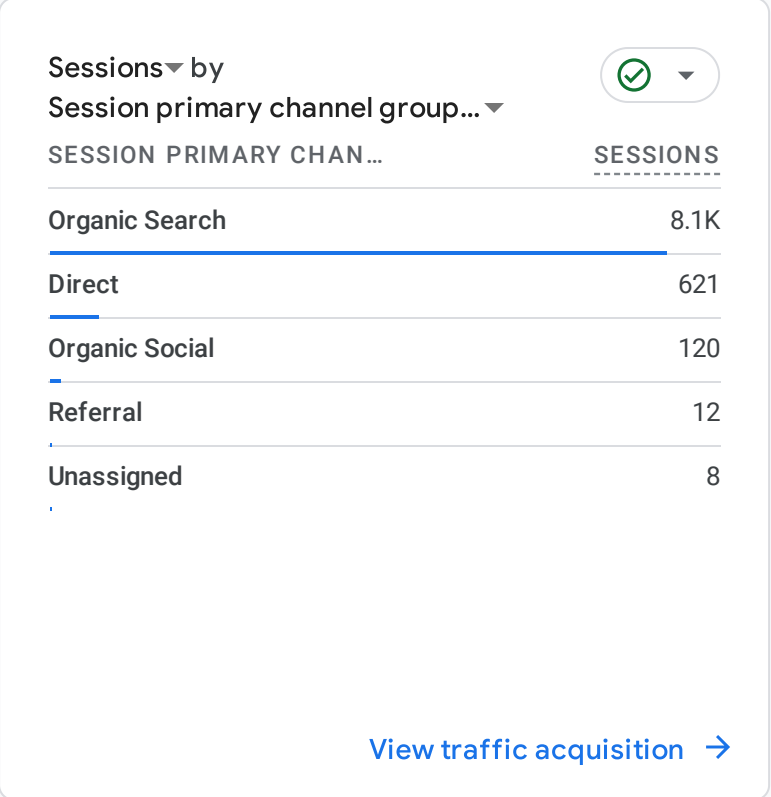 Sessions by
Session primary channel group...
SESSION PRIMARY CHAN... SESSIONS
Organic Search 8.1K
Direct 621
Organic Social 120
Referral 12
Unassigned 8
View traffic acquisition